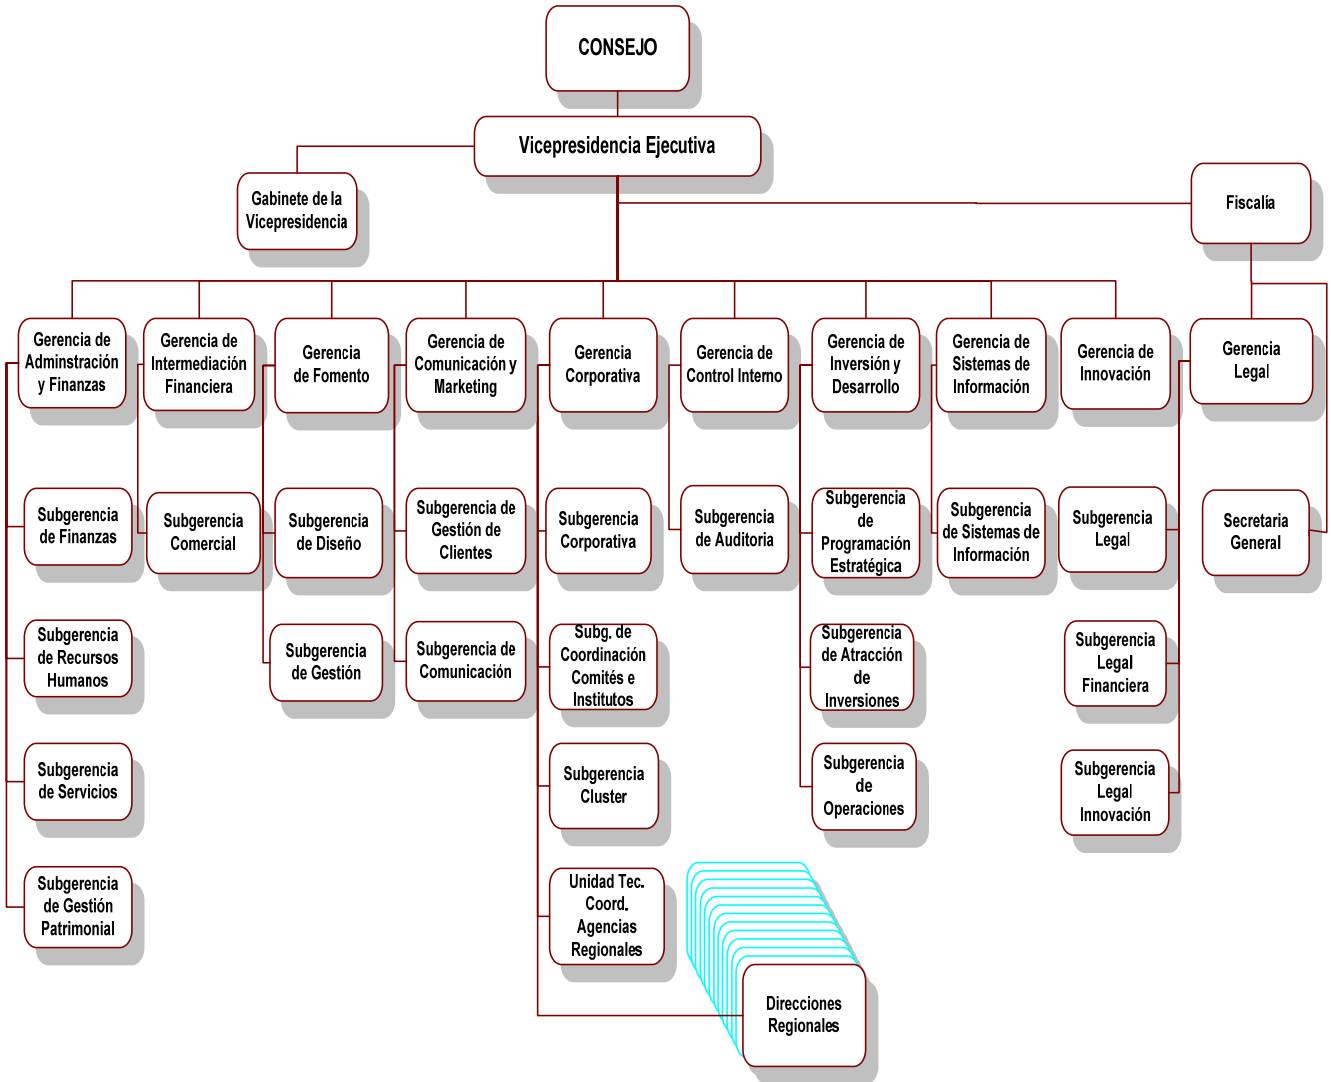 CONSEJO
Vicepresidencia Ejecutiva
Gabinete de la
Vicepresidencia
Fiscalía
Gerencia de
Adminstración
y Finanzas
Gerencia de
Intermediación
Financiera
Gerencia
de Fomento
Gerencia de
Comunicación y
Marketing
Gerencia
Corporativa
Gerencia de
Control Interno
Gerencia de
Inversión y
Desarrollo
Gerencia de
Sistemas de
Información
Gerencia de
Innovación
Gerencia
Legal
Subgerencia
de Finanzas
Subgerencia
Comercial
Subgerencia
de Diseño
Subgerencia de
Gestión de
Clientes
Subgerencia
Corporativa
Subgerencia
de Auditoria
Subgerencia
de
Programación
Estratégica
Subgerencia
de Sistemas de
Información
Subgerencia
Legal
Secretaria
General
Subgerencia
de Recursos
Humanos
Subgerencia
de Gestión
Subgerencia de
Comunicación
Subg. de
Coordinación
Comités e
Institutos
Subgerencia
de Atracción
de
Inversiones
Subgerencia
Legal
Financiera
Subgerencia
de Servicios
Subgerencia
Cluster
Subgerencia
de
Operaciones
Subgerencia
Legal
Innovación
Subgerencia
de Gestión
Patrimonial
Unidad Tec.
Coord.
Agencias
Regionales
Direcciones
Regionales